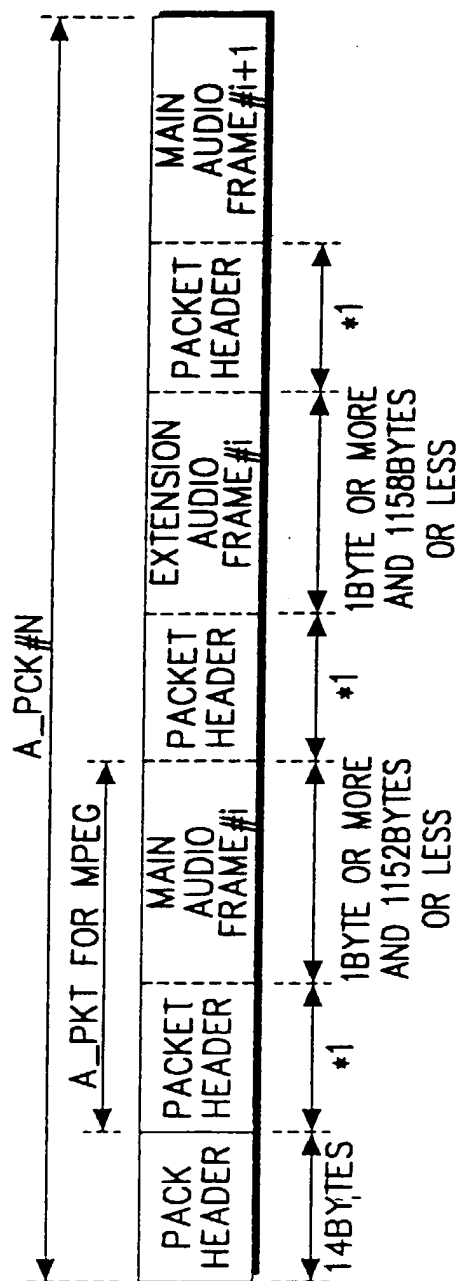 A_PCK#N
A_PKT FOR MPEG
PACK
HEADER
PACKET
HEADER
MAIN
AUDIO
FRAME#i
PACKET
HEADER
EXTENSION
AUDIO
FRAME#i
PACKET
HEADER
MAIN
AUDIO
FRAME#i+1
14BYTES
*1
1BYTE OR MORE
AND 1152BYTES
OR LESS
*1
1BYTE OR MORE
AND 1158BYTES
OR LESS
*1